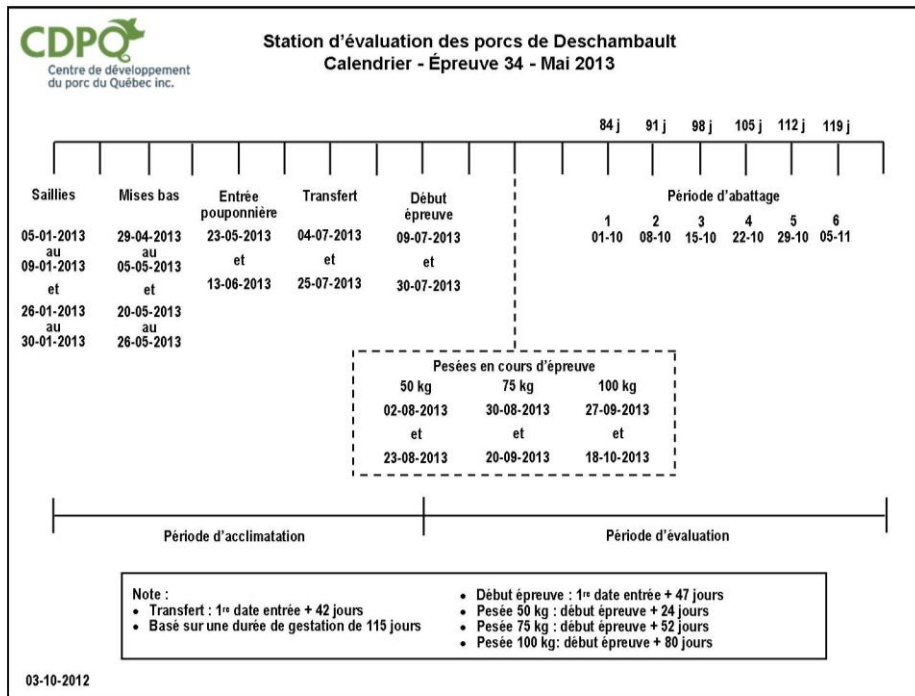 CDPQ
Centre de développement
du porc du Québec inc.
Station d'évaluation des porcs de Deschambault
Calendrier - Épreuve 34 - Mai 2013
84 j 91 j 98 j 105 j 112 j 119 j
Saillies
05-01-2013
au
09-01-2013
et
26-01-2013
au
30-01-2013
Mises bas
29-04-2013
au
05-05-2013
et
20-05-2013
au
26-05-2013
Entrée
pouponnière
23-05-2013
et
13-06-2013
Transfert
04-07-2013
et
25-07-2013
Début
épreuve
09-07-2013
et
30-07-2013
Période d'abattage
1 2 3 4 5 6
01-10 08-10 15-10 22-10 29-10 05-11
Pesées en cours d'épreuve
50 kg 75 kg 100 kg
02-08-2013 30-08-2013 27-09-2013
et et et
23-08-2013 20-09-2013 18-10-2013
Période d'acclimatation
Période d'évaluation
Note :
• Transfert : 1re date entrée + 42 jours
• Basé sur une durée de gestation de 115 jours
• Début épreuve : 1re date entrée + 47 jours
• Pesée 50 kg : début épreuve + 24 jours
• Pesée 75 kg : début épreuve + 52 jours
• Pesée 100 kg: début épreuve + 80 jours
03-10-2012